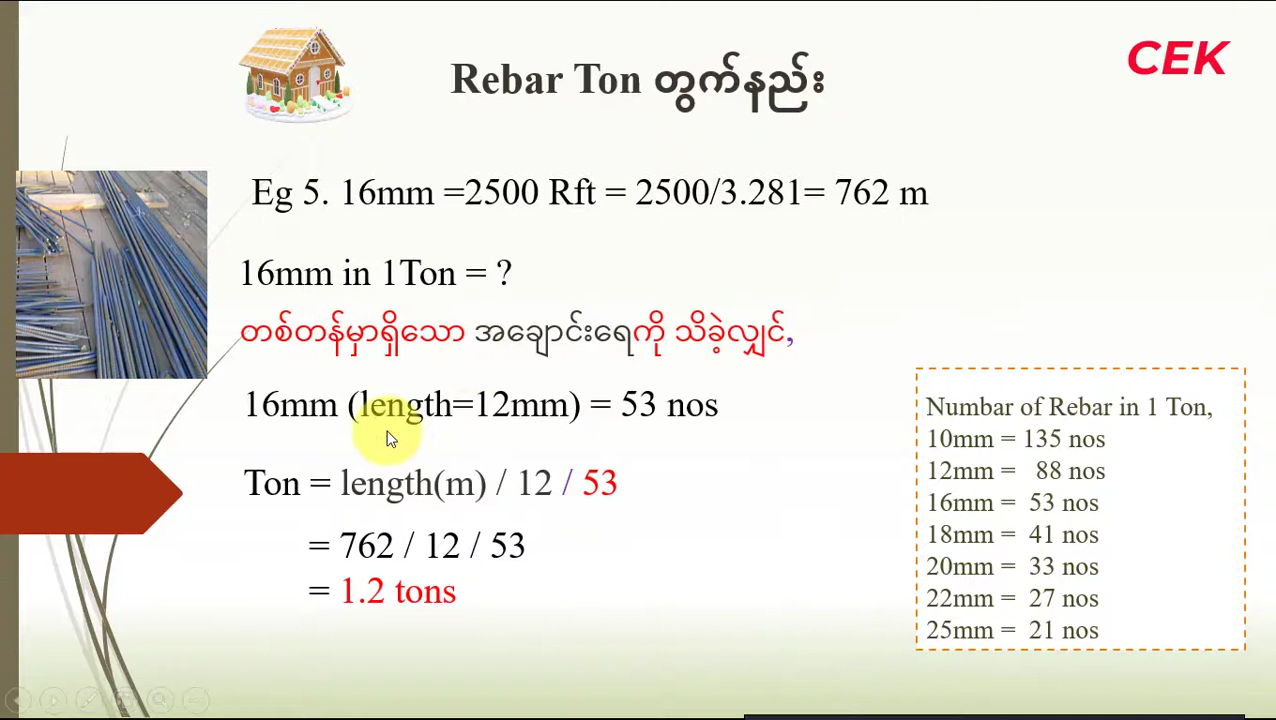 CEK
Rebar Ton တွက်နည်း
Eg 5. 16mm =2500 Rft = 2500/3.281= 762 m
16mm in 1Ton = ?
တစ်တန်မှာရှိသော အချောင်းရေကို သိခဲ့လျှင်,
16mm (length=12mm) = 53 nos
Ton = length(m) / 12 / 53
= 762 / 12 / 53
= 1.2 tons
Numbar of Rebar in 1 Ton,
10mm = 135 nos
12mm = 88 nos
16mm = 53 nos
18mm = 41 nos
20mm = 33 nos
22mm = 27 nos
25mm = 21 nos